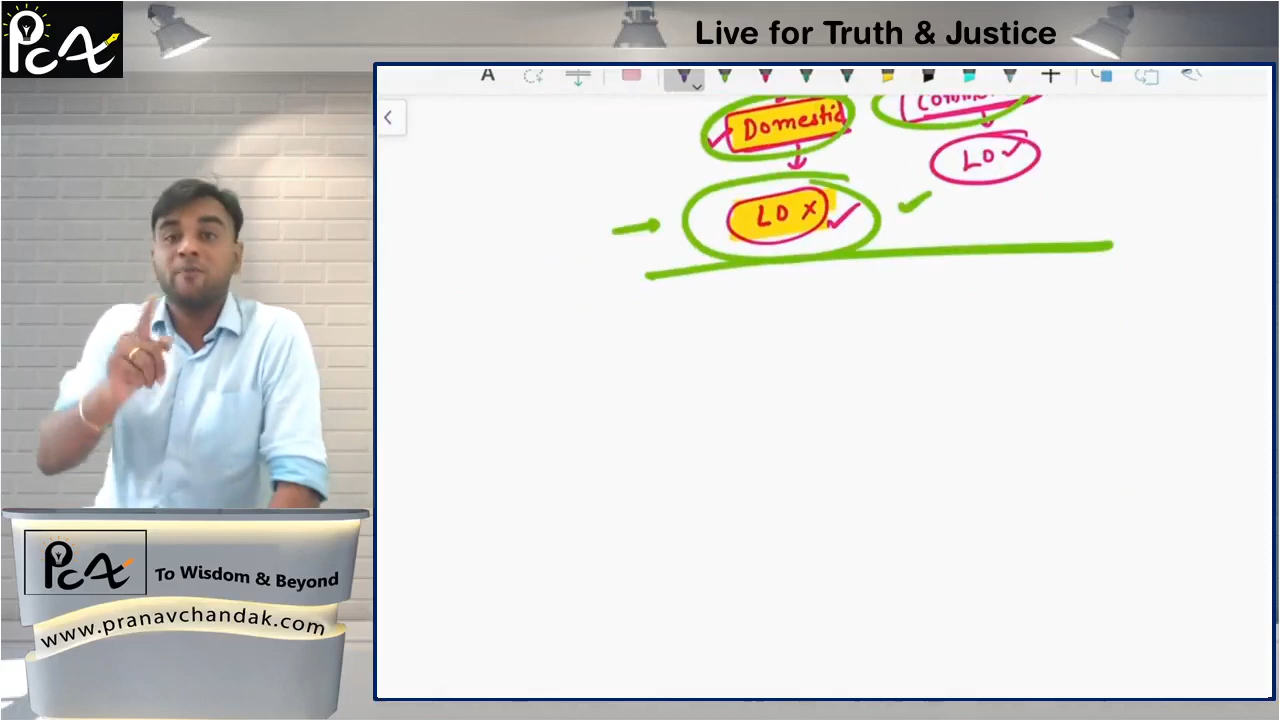 PCA
Live for Truth & Justice
A
Domestic
LO ✓
LO X ✓
PCA
To Wisdom & Beyond
www.pranavchandak.com